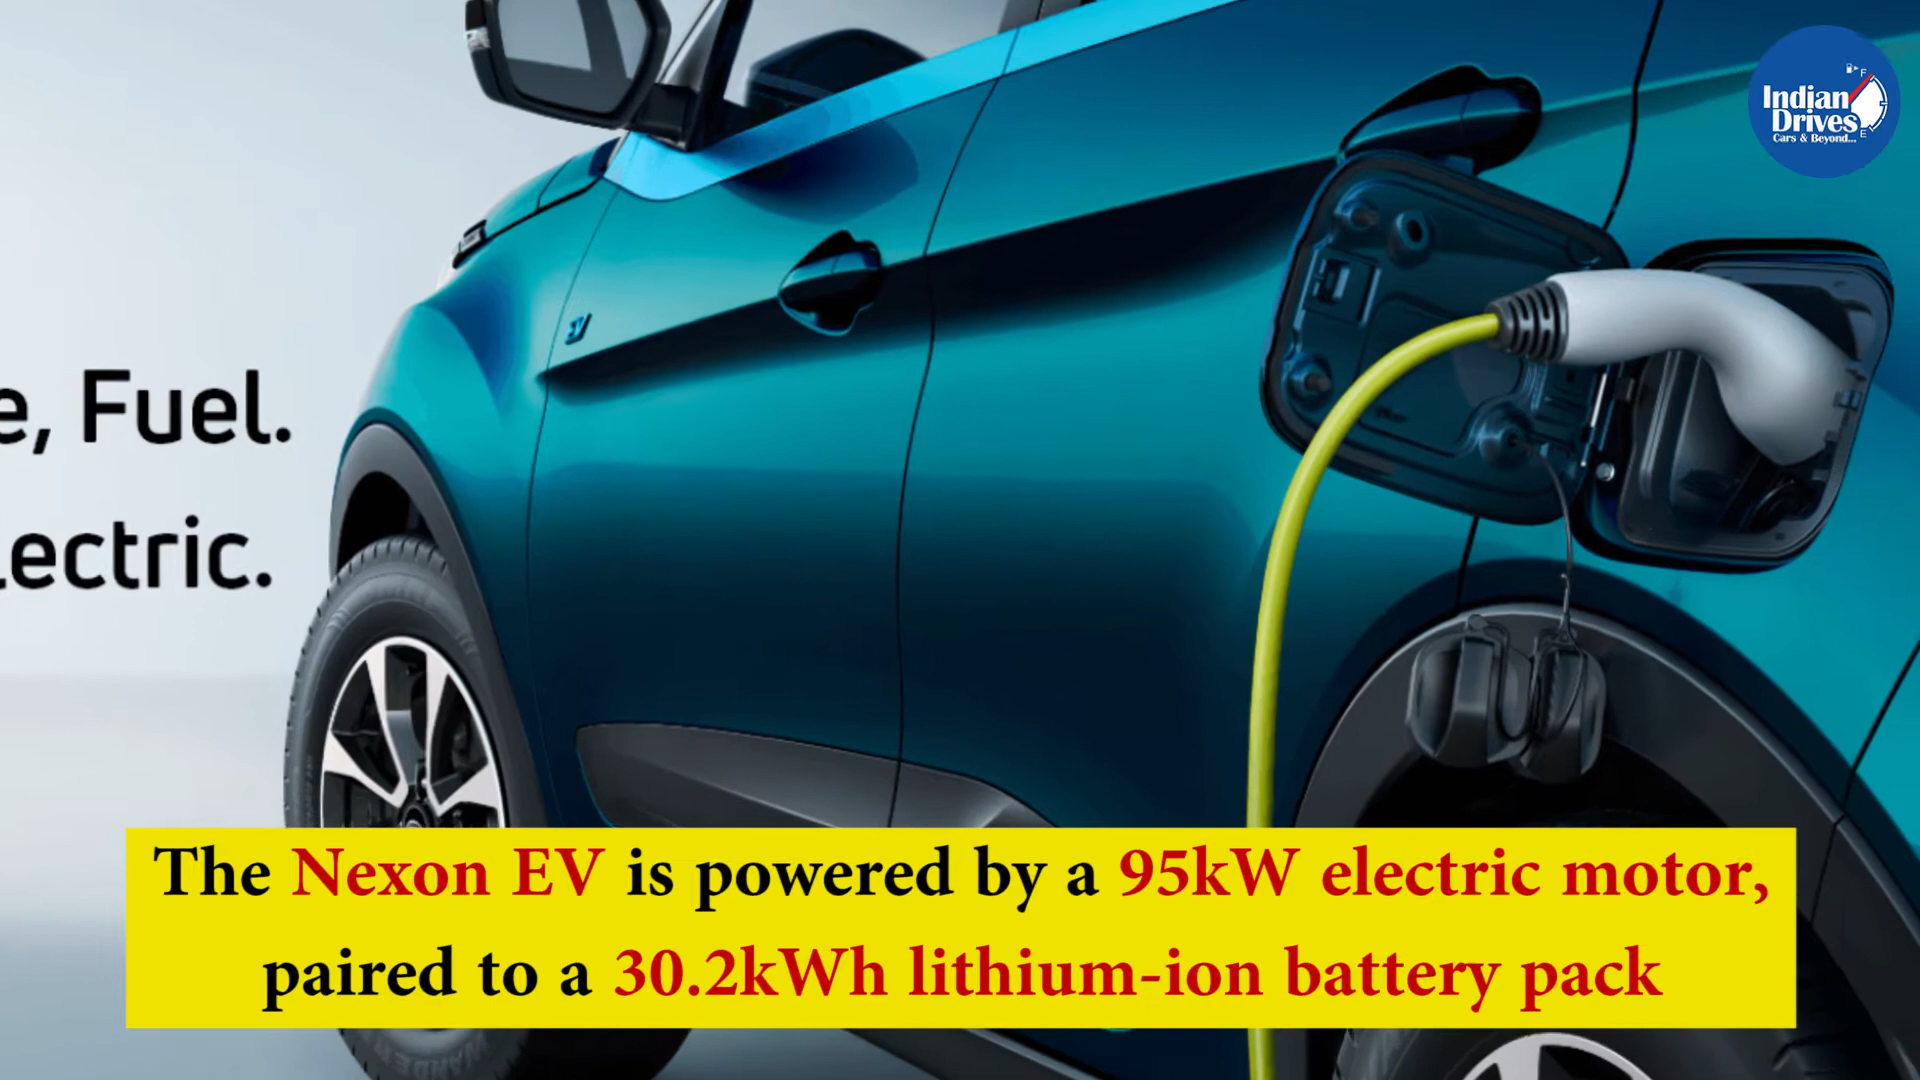 Indian
Drives
Cars & Beyond...
F
E
EV
, Fuel.
The Nexon EV is powered by a 95kW electric motor,
paired to a 30.2kWh lithium-ion battery pack